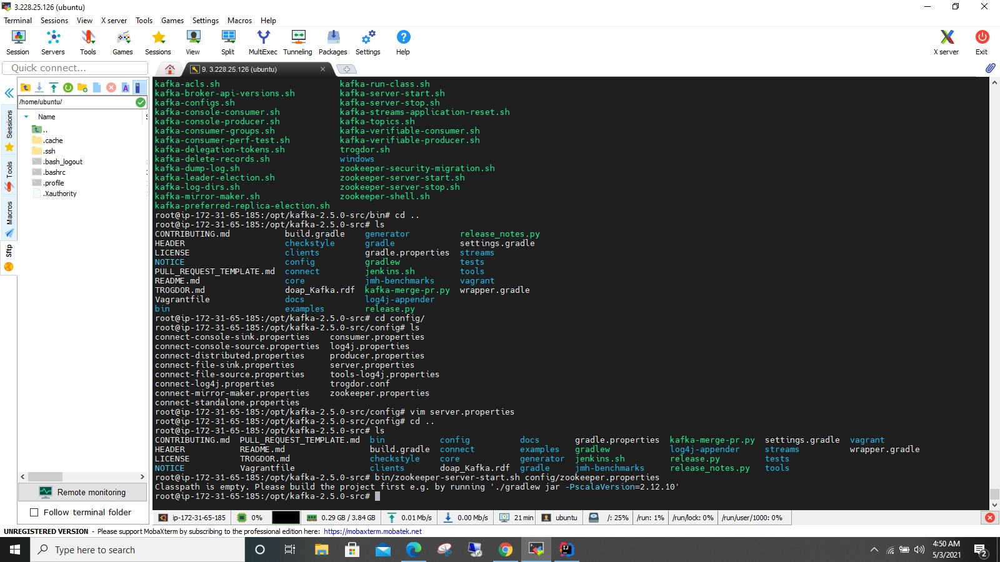 3.228.25.126 (ubuntu)
Terminal Sessions View X server Tools Games Settings Macros Help
Session Servers Tools Games Sessions View Split MultiExec Tunneling Packages Settings Help X server Exit
Quick connect...
9. 3.228.25.126 (ubuntu)
/home/ubuntu/
Name
..
.cache
.ssh
.bash_logout
.bashrc
.profile
.Xauthority
Sessions
Tools
Macros
Sftp
Remote monitoring
Follow terminal folder
kafka-acls.sh kafka-run-class.sh
kafka-broker-api-versions.sh kafka-server-start.sh
kafka-configs.sh kafka-server-stop.sh
kafka-console-consumer.sh kafka-streams-application-reset.sh
kafka-console-producer.sh kafka-topics.sh
kafka-consumer-groups.sh kafka-verifiable-consumer.sh
kafka-consumer-perf-test.sh kafka-verifiable-producer.sh
kafka-delegation-tokens.sh trogdor.sh
kafka-delete-records.sh windows
kafka-dump-log.sh zookeeper-security-migration.sh
kafka-leader-election.sh zookeeper-server-start.sh
kafka-log-dirs.sh zookeeper-server-stop.sh
kafka-mirror-maker.sh zookeeper-shell.sh
kafka-preferred-replica-election.sh
root@ip-172-31-65-185:/opt/kafka-2.5.0-src/bin# cd ..
root@ip-172-31-65-185:/opt/kafka-2.5.0-src# ls
CONTRIBUTING.md build.gradle generator release_notes.py
HEADER checkstyle gradle settings.gradle
LICENSE clients gradle.properties streams
NOTICE config gradlew tests
PULL_REQUEST_TEMPLATE.md connect jenkins.sh tools
README.md core jmh-benchmarks vagrant
TROGDOR.md doap_Kafka.rdf kafka-merge-pr.py wrapper.gradle
Vagrantfile docs log4j-appender
bin examples release.py
root@ip-172-31-65-185:/opt/kafka-2.5.0-src# cd config/
root@ip-172-31-65-185:/opt/kafka-2.5.0-src/config# ls
connect-console-sink.properties consumer.properties
connect-console-source.properties log4j.properties
connect-distributed.properties producer.properties
connect-file-sink.properties server.properties
connect-file-source.properties tools-log4j.properties
connect-log4j.properties trogdor.conf
connect-mirror-maker.properties zookeeper.properties
connect-standalone.properties
root@ip-172-31-65-185:/opt/kafka-2.5.0-src/config# vim server.properties
root@ip-172-31-65-185:/opt/kafka-2.5.0-src/config# cd ..
root@ip-172-31-65-185:/opt/kafka-2.5.0-src# ls
CONTRIBUTING.md PULL_REQUEST_TEMPLATE.md bin config docs gradle.properties kafka-merge-pr.py settings.gradle vagrant
HEADER README.md build.gradle connect examples gradlew log4j-appender streams wrapper.gradle
LICENSE TROGDOR.md checkstyle core generator jenkins.sh release.py tests
NOTICE Vagrantfile clients doap_Kafka.rdf gradle jmh-benchmarks release_notes.py tools
root@ip-172-31-65-185:/opt/kafka-2.5.0-src# bin/zookeeper-server-start.sh config/zookeeper.properties
Classpath is empty. Please build the project first e.g. by running './gradlew jar -PscalaVersion=2.12.10'
root@ip-172-31-65-185:/opt/kafka-2.5.0-src#
ip-172-31-65-185 0% 0.29 GB / 3.84 GB 0.01 Mb/s 0.00 Mb/s 21 min ubuntu /: 25% /run: 1% /run/lock: 0% /run/user/1000: 0%
UNREGISTERED VERSION - Please support MobaXterm by subscribing to the professional edition here: https://mobaxterm.mobatek.net
Type here to search
4:50 AM
5/3/2021
2